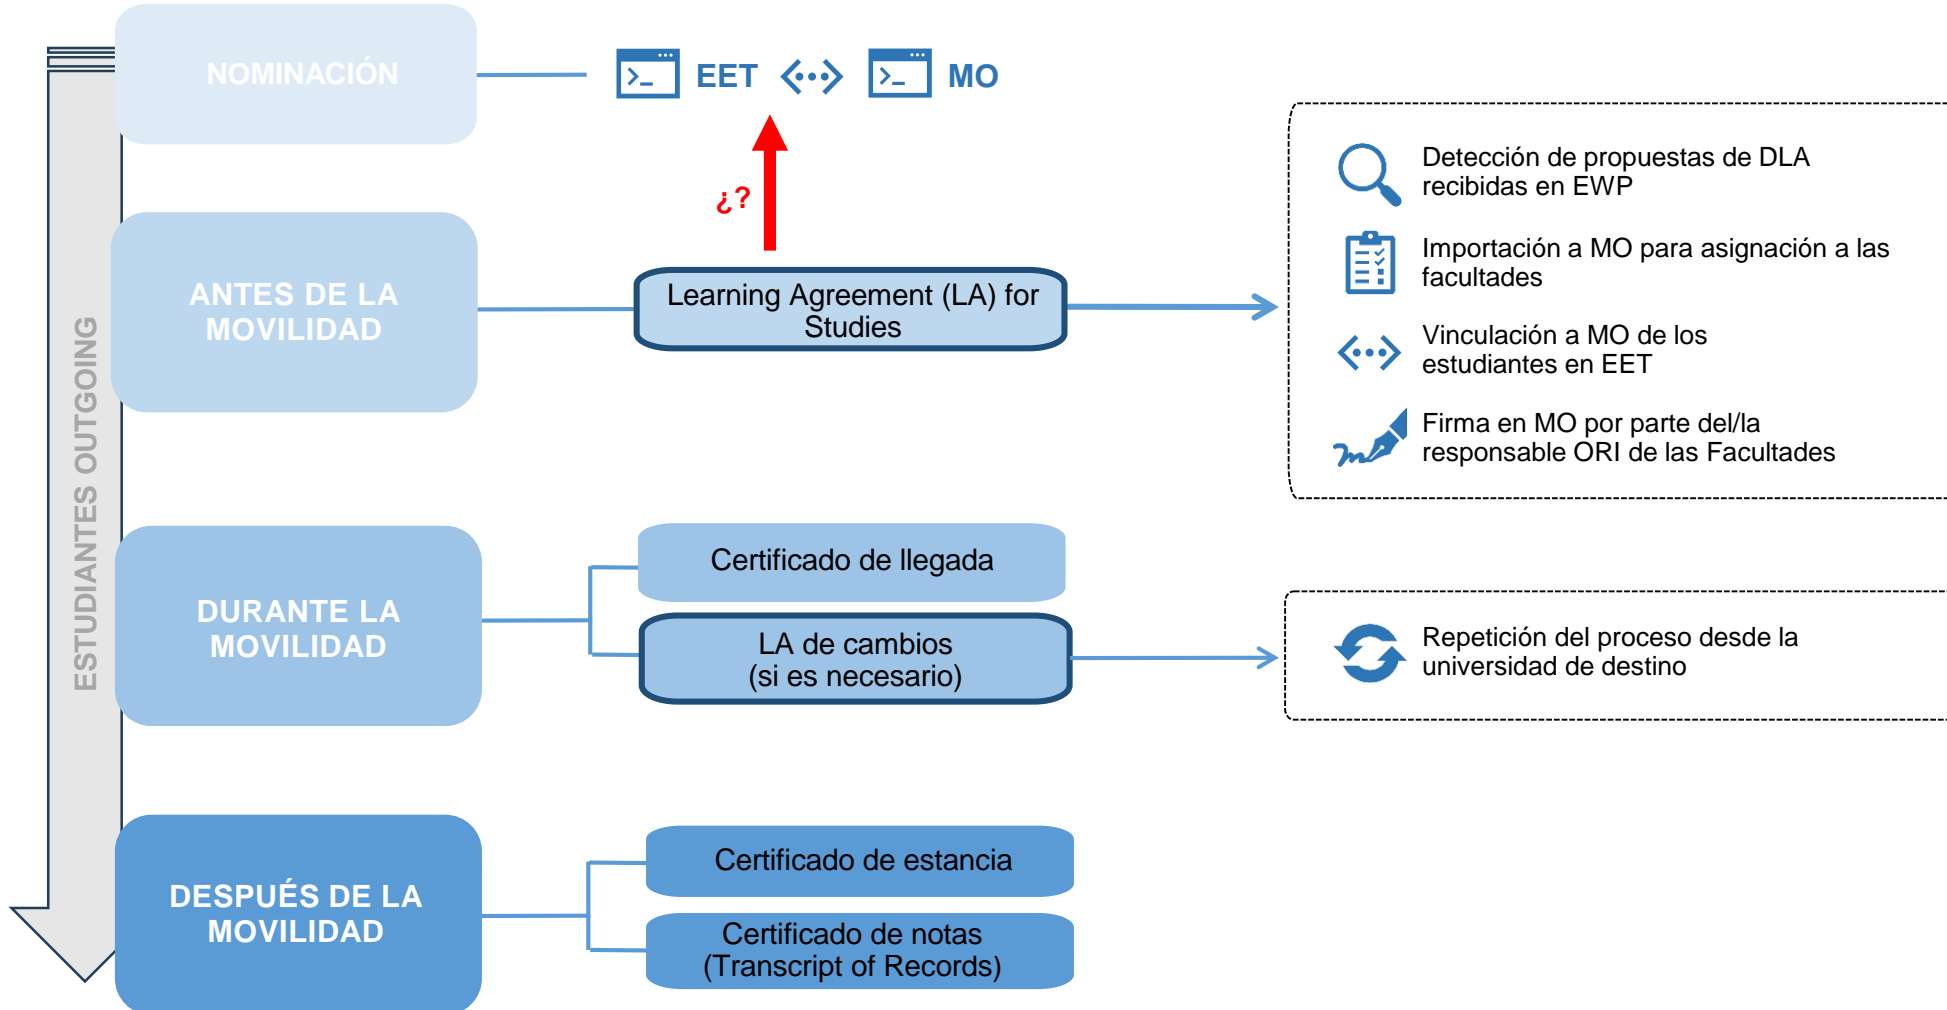 ESTUDIANTES OUTGOING
NOMINACIÓN
>_ EET <···> >_ MO
¿?
ANTES DE LA
MOVILIDAD
Learning Agreement (LA) for
Studies
Detección de propuestas de DLA
recibidas en EWP
Importación a MO para asignación a las
facultades
Vinculación a MO de los
estudiantes en EET
Firma en MO por parte del/la
responsable ORI de las Facultades
DURANTE LA
MOVILIDAD
Certificado de llegada
LA de cambios
(si es necesario)
Repetición del proceso desde la
universidad de destino
DESPUÉS DE LA
MOVILIDAD
Certificado de estancia
Certificado de notas
(Transcript of Records)